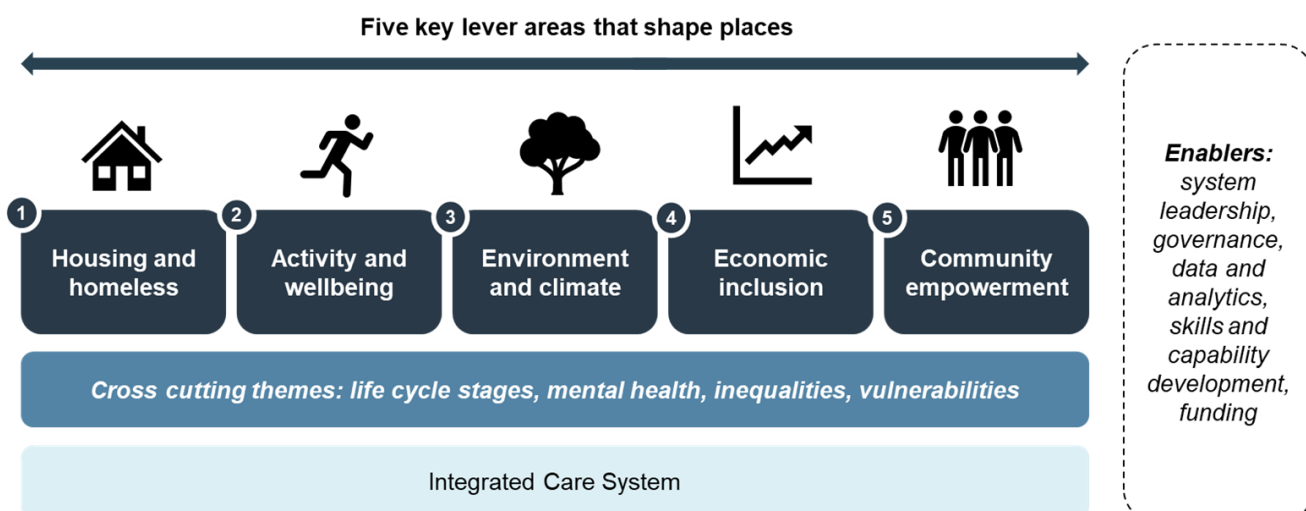 Five key lever areas that shape places
1
Housing and
homeless
2
Activity and
wellbeing
3
Environment
and climate
4
Economic
inclusion
5
Community
empowerment
Cross cutting themes: life cycle stages, mental health, inequalities, vulnerabilities
Integrated Care System
Enablers:
system
leadership,
governance,
data and
analytics,
skills and
capability
development,
funding